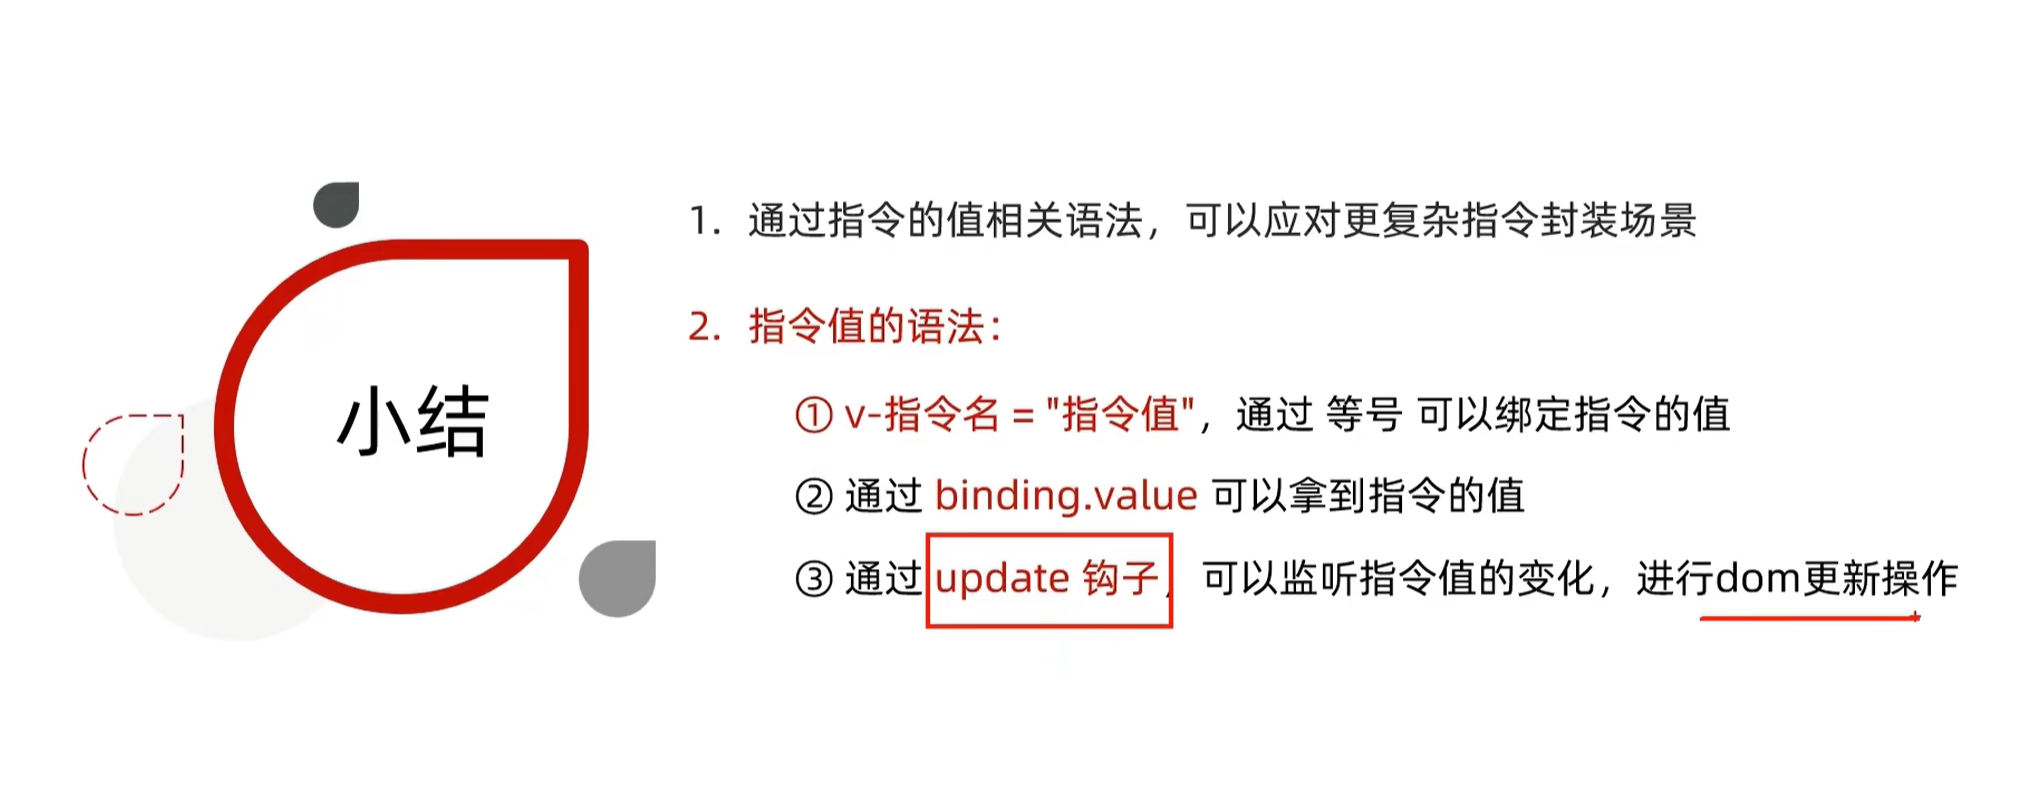 小结
1. 通过指令的值相关语法，可以应对更复杂指令封装场景
2. 指令值的语法：
① v-指令名 = "指令值"，通过 等号 可以绑定指令的值
② 通过 binding.value 可以拿到指令的值
③ 通过 update 钩子，可以监听指令值的变化，进行dom更新操作